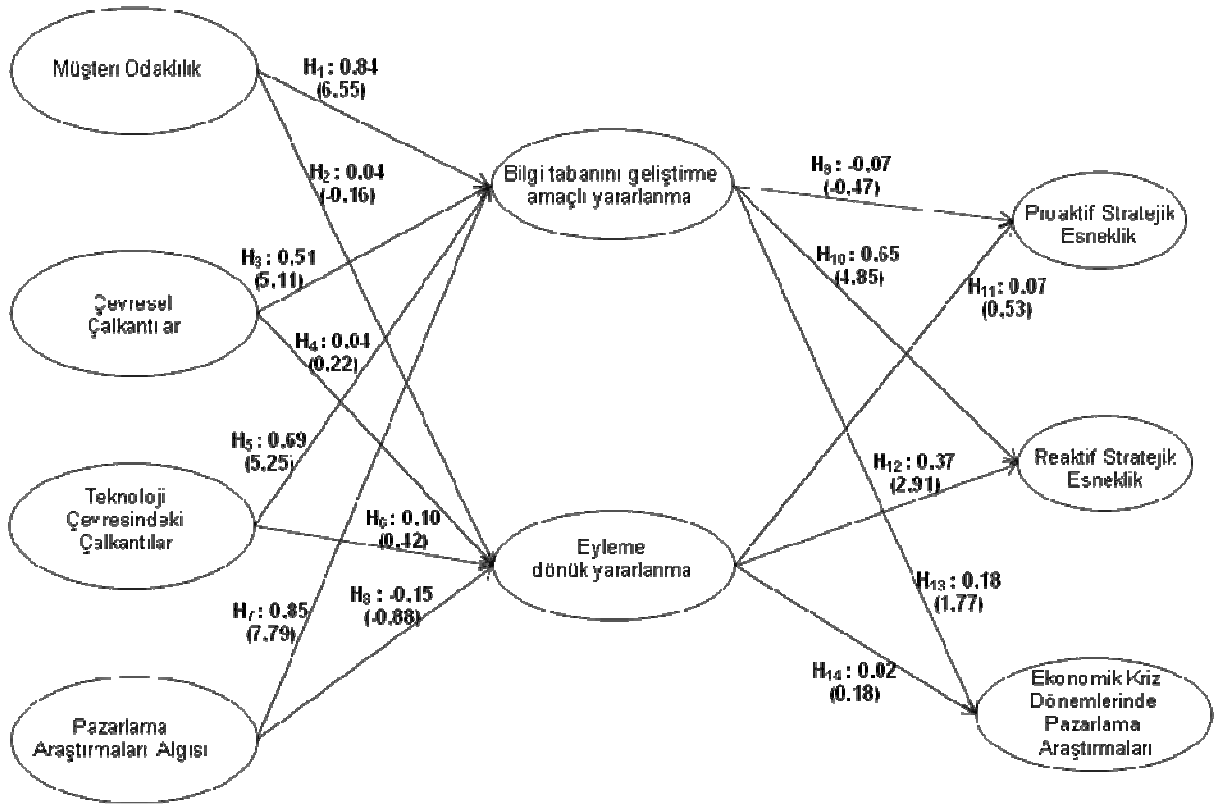 Müşteri Odaklılık
H1 : 0.84
(6.55)
H2 : 0.04
(-0.16)
Bilgi tabanını geliştirme
amaçlı yararlanma
H9 : -0.07
(-0.47)
Proaktif Stratejik
Esneklik
H3 : 0.51
(5.11)
H10 : 0.65
(4.85)
H11 : 0.07
(0.53)
Çevresel
Çalkantılar
H4 : 0.04
(0.22)
H5 : 0.69
(5.25)
H12 : 0.37
(2.91)
Reaktif Stratejik
Esneklik
Teknoloji
Çevresindeki
Çalkantılar
H6 : 0.10
(0.42)
Eyleme
dönük yararlanma
H7 : 0.85
(7.79)
H8 : -0.15
(-0.88)
H13 : 0.18
(1.77)
H14 : 0.02
(0.18)
Pazarlama
Araştırmaları Algısı
Ekonomik Kriz
Dönemlerinde
Pazarlama
Araştırmaları